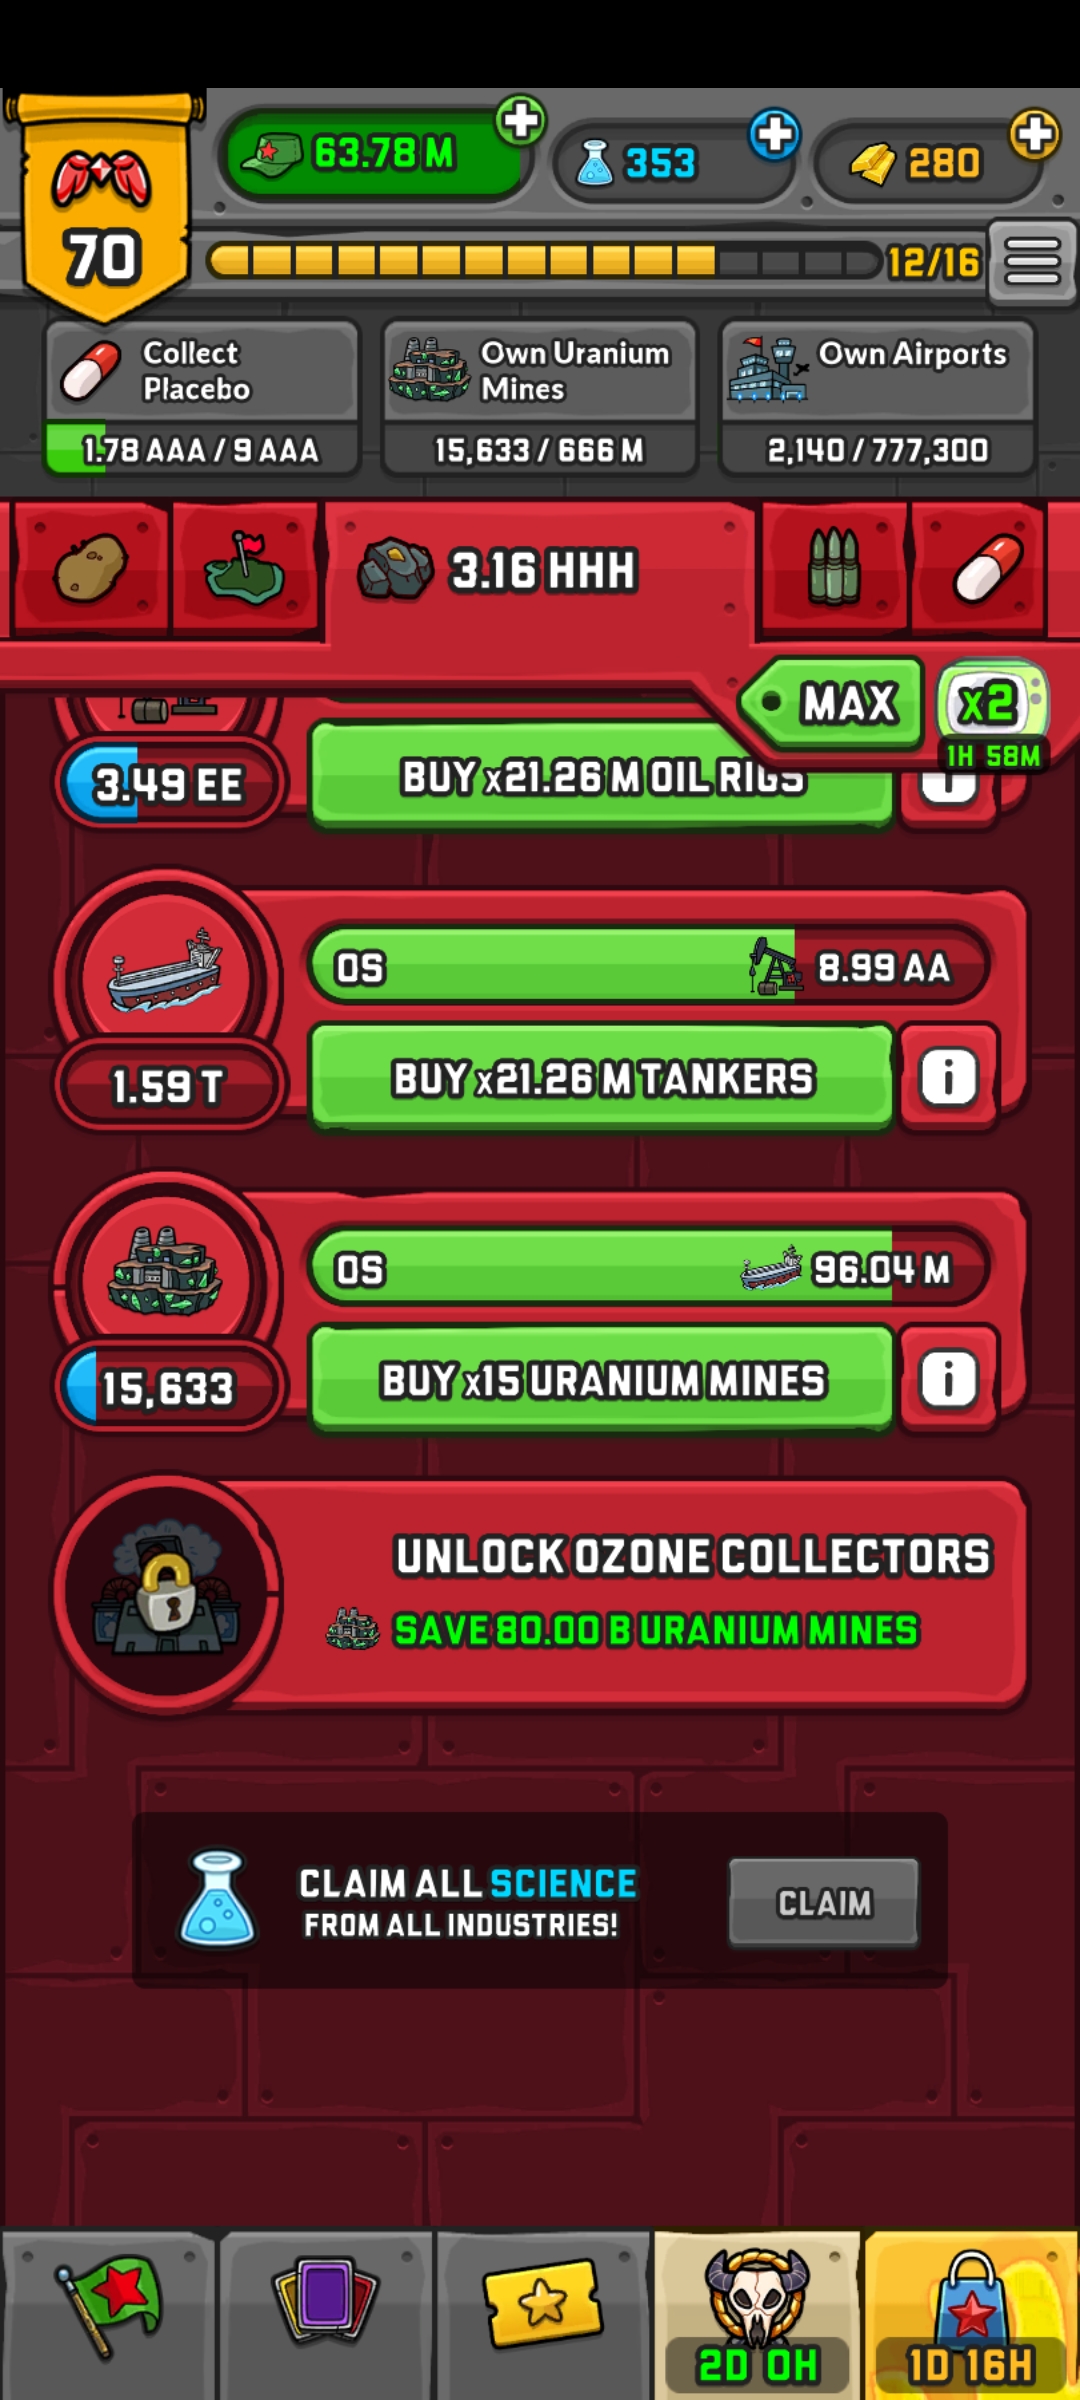 63.78 M
353
280
70
12/16
Collect
Placebo
Own Uranium
Mines
Own Airports
1.78 AAA / 9 AAA
15,633 / 666 M
2,140 / 777,300
3.16 HHH
MAX
x2
1H 58M
3.49 EE
BUY x21.26 M OIL RIGS
0S
8.99 AA
1.59 T
BUY x21.26 M TANKERS
i
0S
96.04 M
15,633
BUY x15 URANIUM MINES
i
UNLOCK OZONE COLLECTORS
SAVE 80.00 B URANIUM MINES
CLAIM ALL SCIENCE
FROM ALL INDUSTRIES!
CLAIM
2D 0H
1D 16H